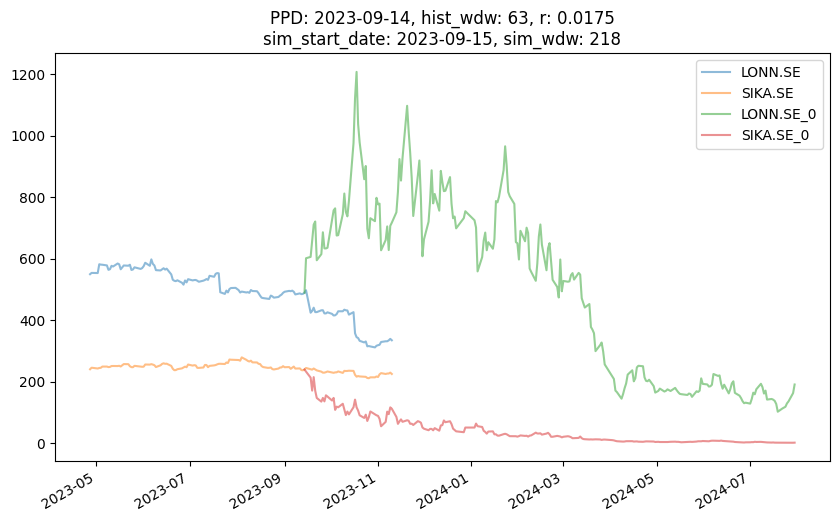 PPD: 2023-09-14, hist_wdw: 63, r: 0.0175
sim_start_date: 2023-09-15, sim_wdw: 218
LONN.SE
SIKA.SE
LONN.SE_0
SIKA.SE_0
1200
1000
800
600
400
200
0
2023-05
2023-07
2023-09
2023-11
2024-01
2024-03
2024-05
2024-07